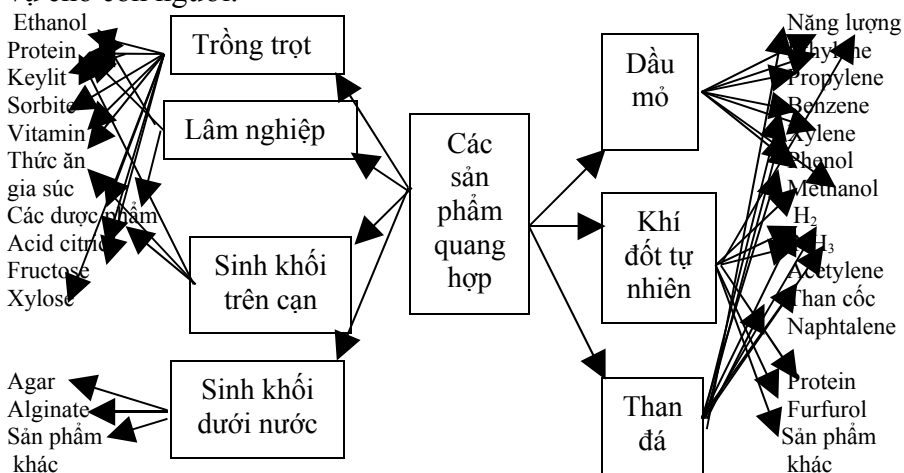 vụ cho con người.
Ethanol
Protein
Keylit
Sorbite
Vitamin
Thức ăn
gia súc
Các dược phẩm
Acid citric
Fructose
Xylose
Agar
Alginate
Sản phẩm
khác
Trồng trọt
Lâm nghiệp
Sinh khối
trên cạn
Sinh khối
dưới nước
Các
sản
phẩm
quang
hợp
Dầu
mỏ
Khí
đốt tự
nhiên
Than
đá
Năng lượng
Ethylene
Propylene
Benzene
Xylene
Phenol
Methanol
H₂
Acetylene
Than cốc
Naphtalene
Protein
Furfurol
Sản phẩm
khác